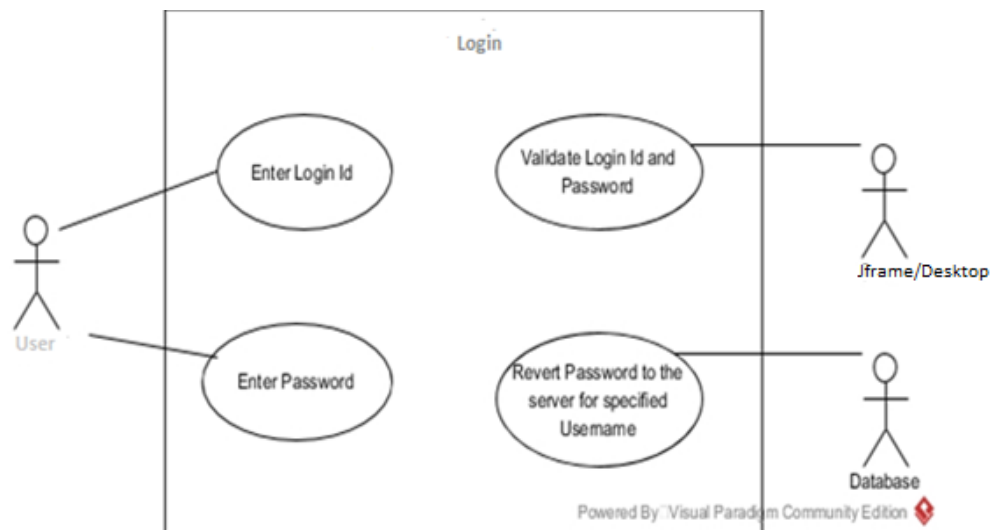 Login
Enter Login Id
Validate Login Id and
Password
Jframe/Desktop
User
Enter Password
Revert Password to the
server for specified
Username
Database
Powered By Visual Paradigm Community Edition